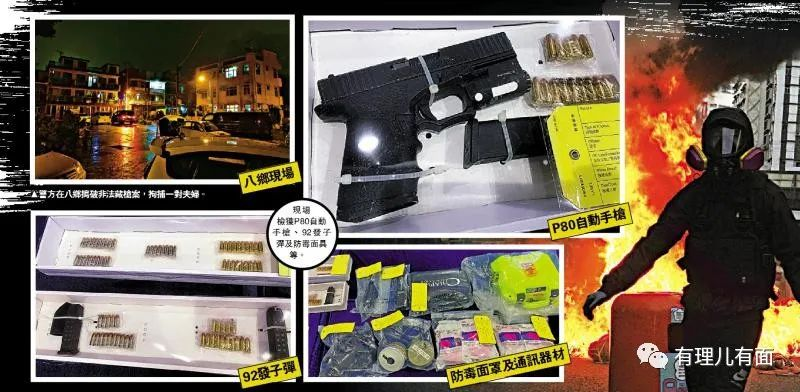 八鄉現場
▲警方在八鄉搗破非法藏槍案，拘捕一對夫婦。
P80自動手槍
現場
檢獲P80自動
手槍、92發子
彈及防毒面具
等。
92發子彈
防毒面罩及通訊器材
有理儿有面